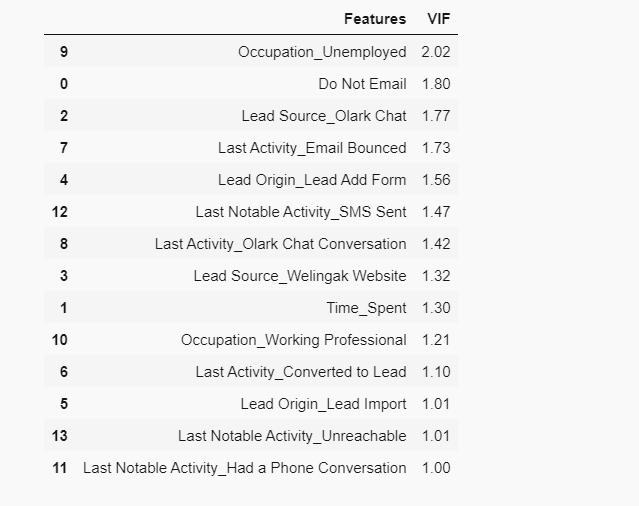 Features VIF
9 Occupation_Unemployed 2.02
0 Do Not Email 1.80
2 Lead Source_Olark Chat 1.77
7 Last Activity_Email Bounced 1.73
4 Lead Origin_Lead Add Form 1.56
12 Last Notable Activity_SMS Sent 1.47
8 Last Activity_Olark Chat Conversation 1.42
3 Lead Source_Welingak Website 1.32
1 Time_Spent 1.30
10 Occupation_Working Professional 1.21
6 Last Activity_Converted to Lead 1.10
5 Lead Origin_Lead Import 1.01
13 Last Notable Activity_Unreachable 1.01
11 Last Notable Activity_Had a Phone Conversation 1.00